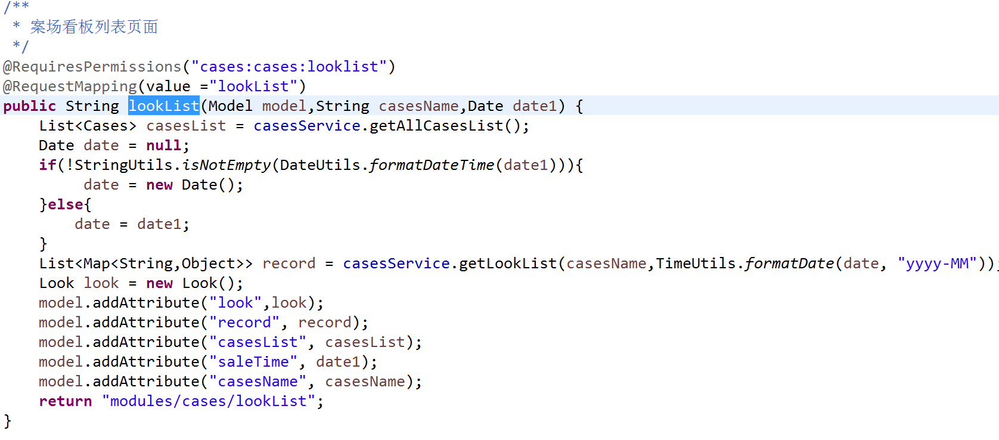 /**
 * 案场看板列表页面
 */
@RequiresPermissions("cases:cases:looklist")
@RequestMapping(value ="lookList")
public String lookList(Model model,String casesName,Date date1) {
    List<Cases> casesList = casesService.getAllCasesList();
    Date date = null;
    if(!StringUtils.isNotEmpty(DateUtils.formatDateTime(date1))){
         date = new Date();
    }else{
        date = date1;
    }
    List<Map<String,Object>> record = casesService.getLookList(casesName,TimeUtils.formatDate(date, "yyyy-MM"));
    Look look = new Look();
    model.addAttribute("look",look);
    model.addAttribute("record", record);
    model.addAttribute("casesList", casesList);
    model.addAttribute("saleTime", date1);
    model.addAttribute("casesName", casesName);
    return "modules/cases/lookList";
}